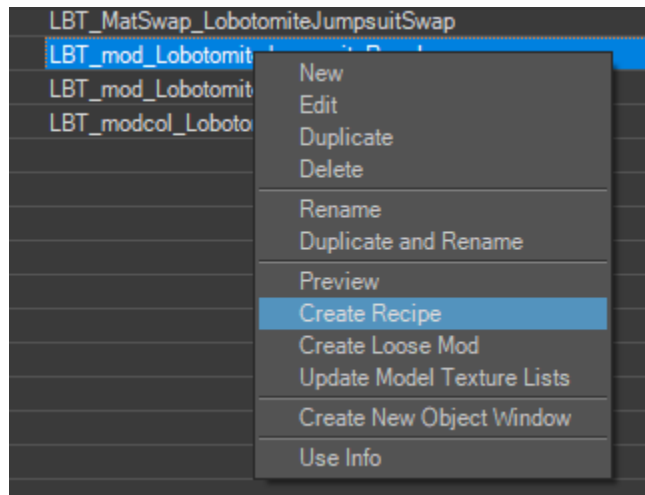 LBT_MatSwap_LobotomiteJumpsuitSwap
LBT_mod_Lobotomit
LBT_mod_Lobotomit
LBT_modcol_Loboto
New
Edit
Duplicate
Delete
Rename
Duplicate and Rename
Preview
Create Recipe
Create Loose Mod
Update Model Texture Lists
Create New Object Window
Use Info